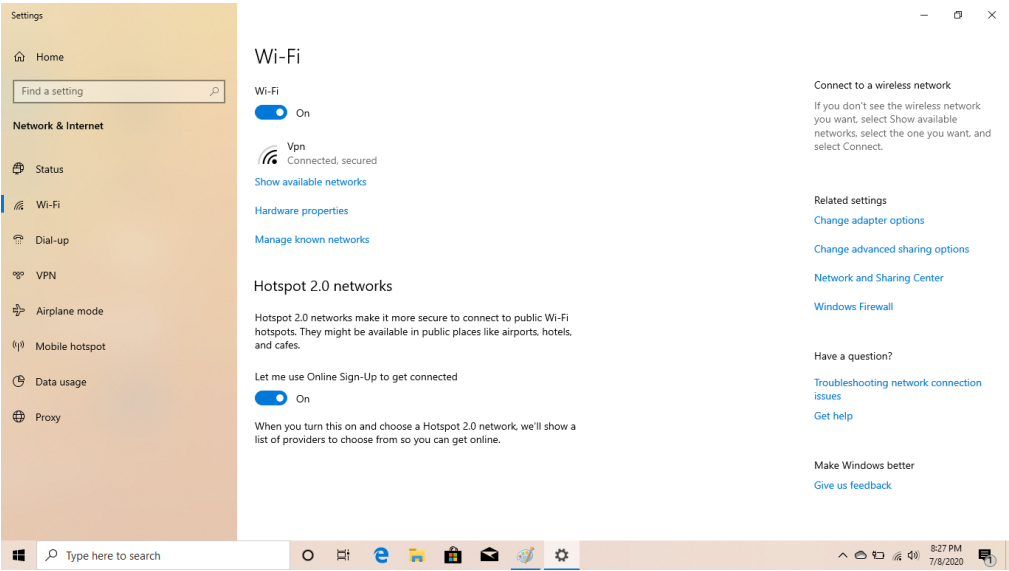 Settings
Home
Find a setting
Network & Internet
Status
Wi-Fi
Dial-up
VPN
Airplane mode
Mobile hotspot
Data usage
Proxy
Wi-Fi
Wi-Fi
On
Vpn
Connected, secured
Show available networks
Hardware properties
Manage known networks
Hotspot 2.0 networks
Hotspot 2.0 networks make it more secure to connect to public Wi-Fi
hotspots. They might be available in public places like airports, hotels,
and cafes.
Let me use Online Sign-Up to get connected
On
When you turn this on and choose a Hotspot 2.0 network, we'll show a
list of providers to choose from so you can get online.
Connect to a wireless network
If you don't see the wireless network
you want, select Show available
networks, select the one you want, and
select Connect.
Related settings
Change adapter options
Change advanced sharing options
Network and Sharing Center
Windows Firewall
Have a question?
Troubleshooting network connection
issues
Get help
Make Windows better
Give us feedback
Type here to search
8:27 PM
7/8/2020
1